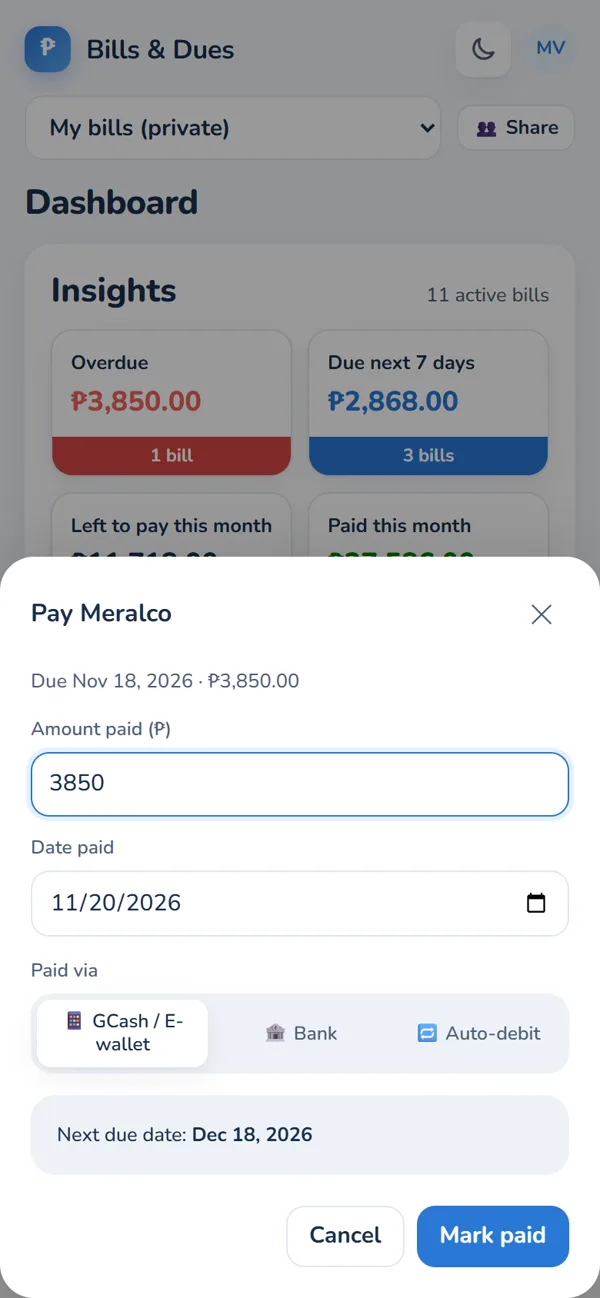 ₱ Bills & Dues MV
My bills (private) Share
Dashboard
Insights 11 active bills
Overdue
₱3,850.00
1 bill
Due next 7 days
₱2,868.00
3 bills
Left to pay this month
Paid this month
Pay Meralco
Due Nov 18, 2026 · ₱3,850.00
Amount paid (₱)
3850
Date paid
11/20/2026
Paid via
GCash / E-
wallet
Bank
Auto-debit
Next due date: Dec 18, 2026
Cancel Mark paid